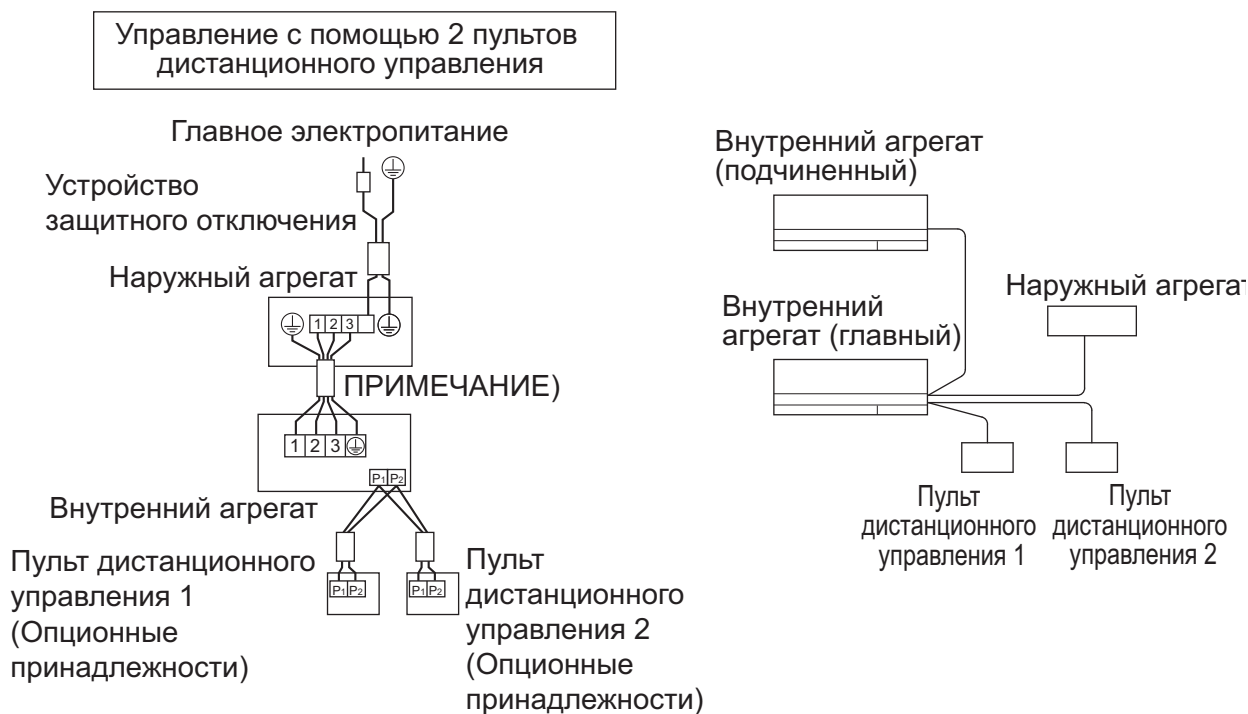 Управление с помощью 2 пультов
дистанционного управления
Главное электропитание
Устройство
защитного отключения
Наружный агрегат
1 2 3
ПРИМЕЧАНИЕ)
1 2 3
P1 P2
Внутренний агрегат
Пульт дистанционного
управления 1
(Опционные
принадлежности)
P1 P2
P1 P2
Пульт
дистанционного
управления 2
(Опционные
принадлежности)
Внутренний агрегат
(подчиненный)
Внутренний
агрегат (главный)
Наружный агрегат
Пульт
дистанционного
управления 1
Пульт
дистанционного
управления 2